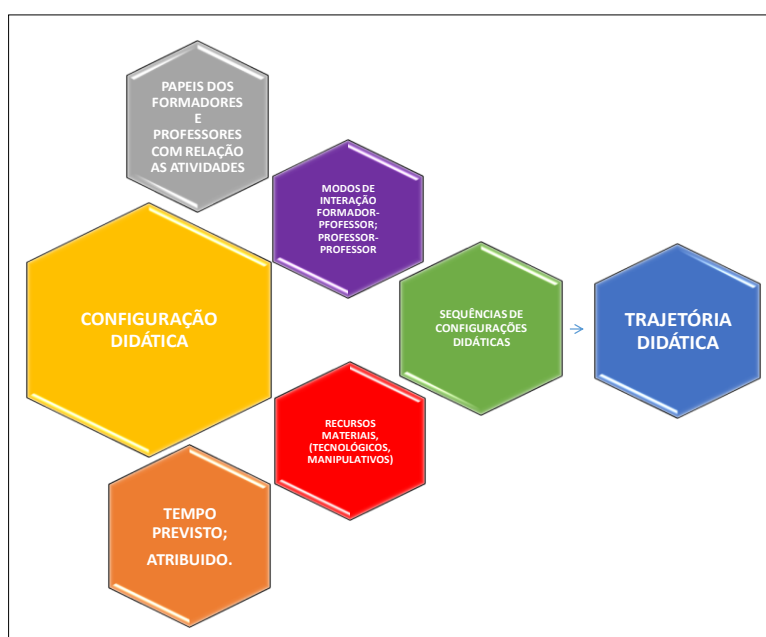 PAPEIS DOS
FORMADORES
E
PROFESSORES
COM RELAÇÃO
AS ATIVIDADES
MODOS DE
INTERAÇÃO
FORMADOR-
PFOFESSOR;
PROFESSOR-
PROFESSOR
CONFIGURAÇÃO
DIDÁTICA
SEQUÊNCIAS DE
CONFIGURAÇÕES
DIDÁTICAS
TRAJETÓRIA
DIDÁTICA
RECURSOS
MATERIAIS,
(TECNOLÓGICOS,
MANIPULATIVOS)
TEMPO
PREVISTO;
ATRIBUIDO.